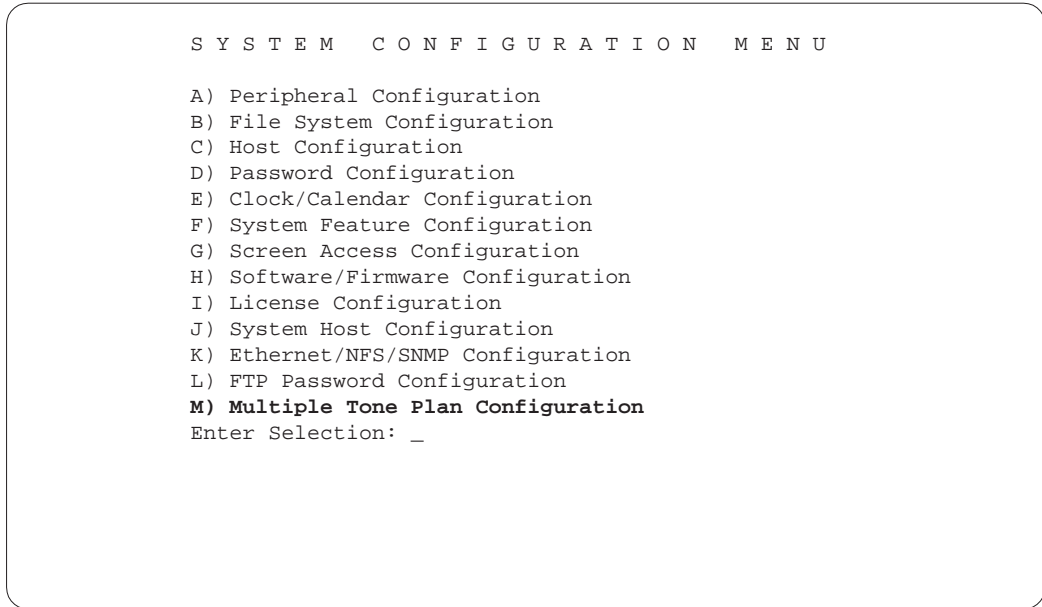 S Y S T E M   C O N F I G U R A T I O N   M E N U
A) Peripheral Configuration
B) File System Configuration
C) Host Configuration
D) Password Configuration
E) Clock/Calendar Configuration
F) System Feature Configuration
G) Screen Access Configuration
H) Software/Firmware Configuration
I) License Configuration
J) System Host Configuration
K) Ethernet/NFS/SNMP Configuration
L) FTP Password Configuration
M) Multiple Tone Plan Configuration
Enter Selection: _